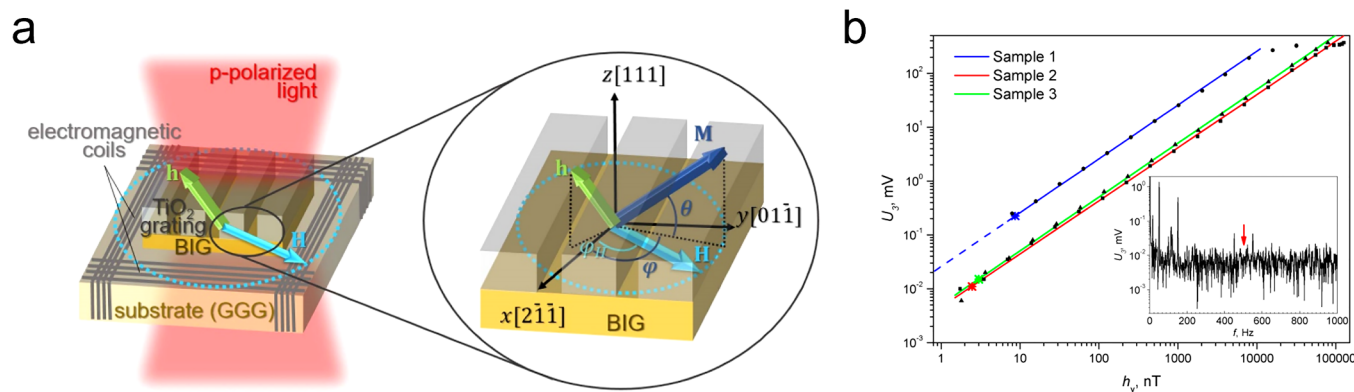 a
p-polarized
light
electromagnetic
coils
h
TiO₂
grating
H
BIG
substrate (GGG)
z[111]
M
h
θ
y[011̄]
φ_H
φ
H
x[21̄1̄]
BIG
b
U₃, mV
10²
10¹
10⁰
10⁻¹
10⁻²
10⁻³
Sample 1
Sample 2
Sample 3
1
10
100
1000
10000
100000
h_y, nT
U₃, mV
10⁰
10⁻¹
10⁻²
10⁻³
0
200
400
600
800
1000
f, Hz